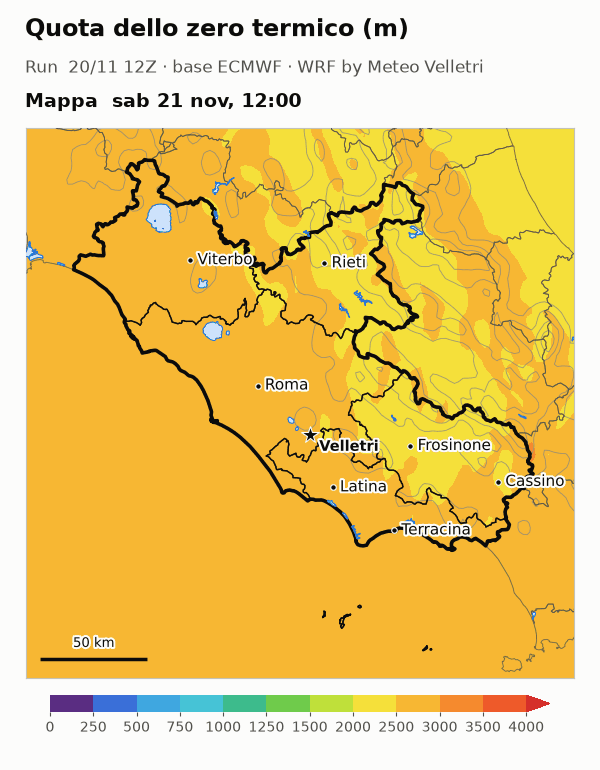 Quota dello zero termico (m)
Run  20/11 12Z · base ECMWF · WRF by Meteo Velletri
Mappa  sab 21 nov, 12:00
Viterbo
Rieti
Roma
Velletri
Frosinone
Latina
Cassino
Terracina
50 km
0 250 500 750 1000 1250 1500 2000 2500 3000 3500 4000